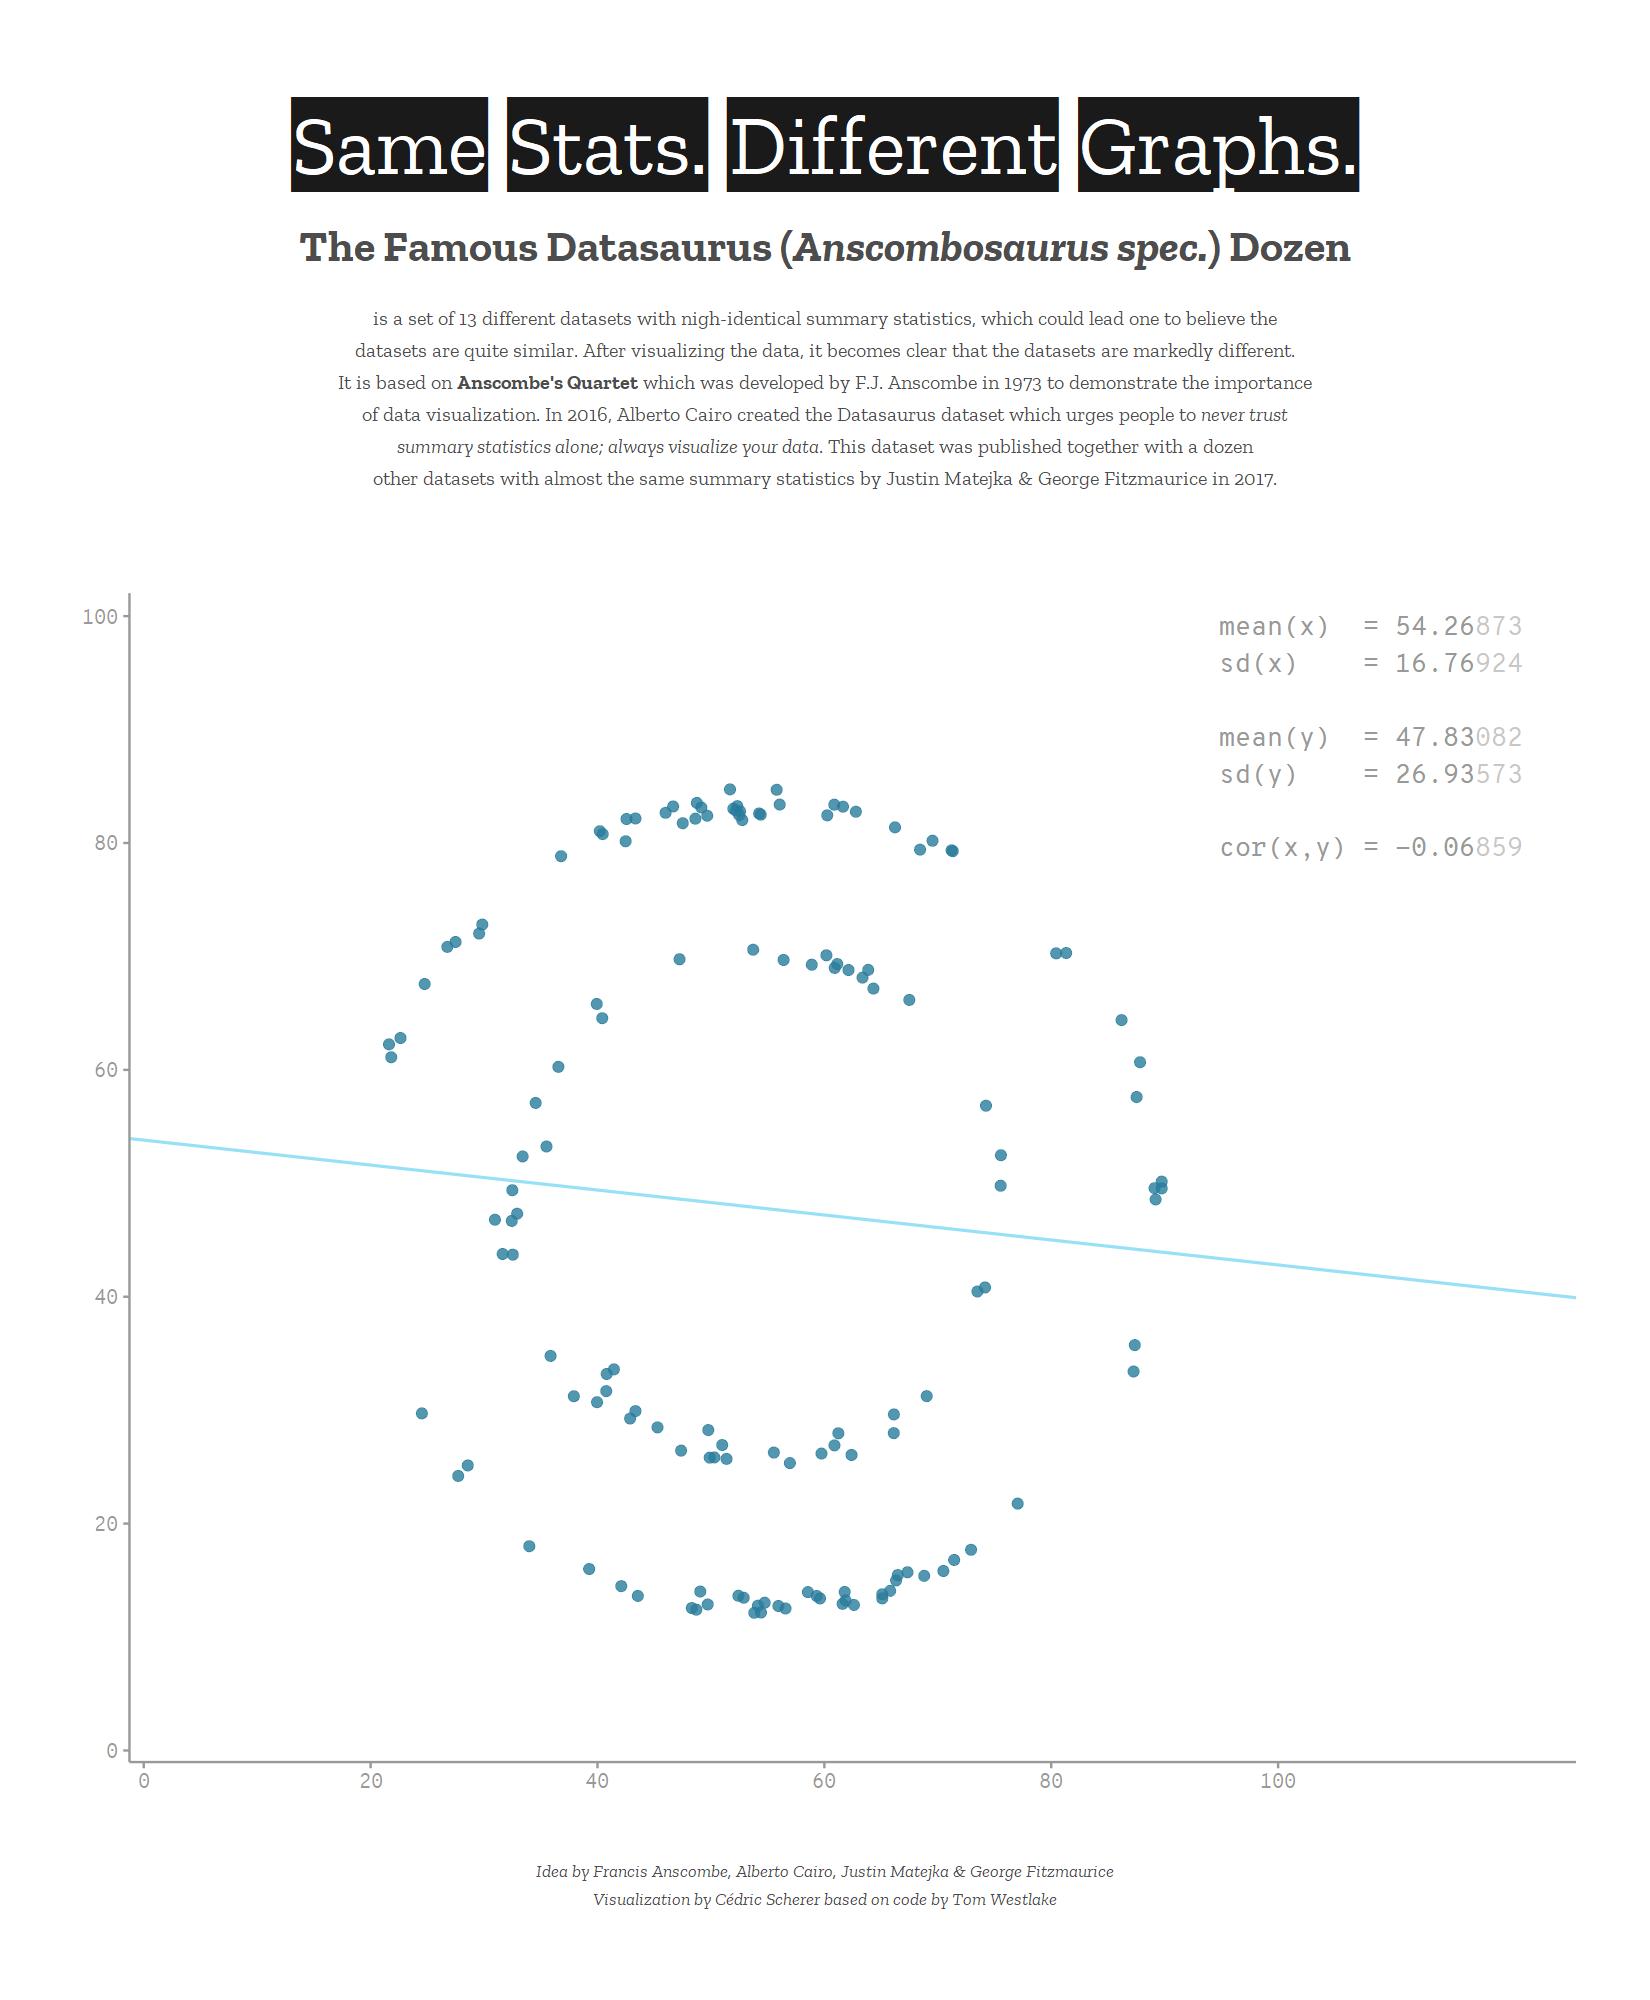 Same Stats. Different Graphs.
The Famous Datasaurus (Anscombosaurus spec.) Dozen
is a set of 13 different datasets with nigh-identical summary statistics, which could lead one to believe the
datasets are quite similar. After visualizing the data, it becomes clear that the datasets are markedly different.
It is based on Anscombe's Quartet which was developed by F.J. Anscombe in 1973 to demonstrate the importance
of data visualization. In 2016, Alberto Cairo created the Datasaurus dataset which urges people to never trust
summary statistics alone; always visualize your data. This dataset was published together with a dozen
other datasets with almost the same summary statistics by Justin Matejka & George Fitzmaurice in 2017.
mean(x) = 54.26873
sd(x) = 16.76924
mean(y) = 47.83082
sd(y) = 26.93573
cor(x,y) = −0.06859
100
80
60
40
20
0
0 20 40 60 80 100
Idea by Francis Anscombe, Alberto Cairo, Justin Matejka & George Fitzmaurice
Visualization by Cédric Scherer based on code by Tom Westlake